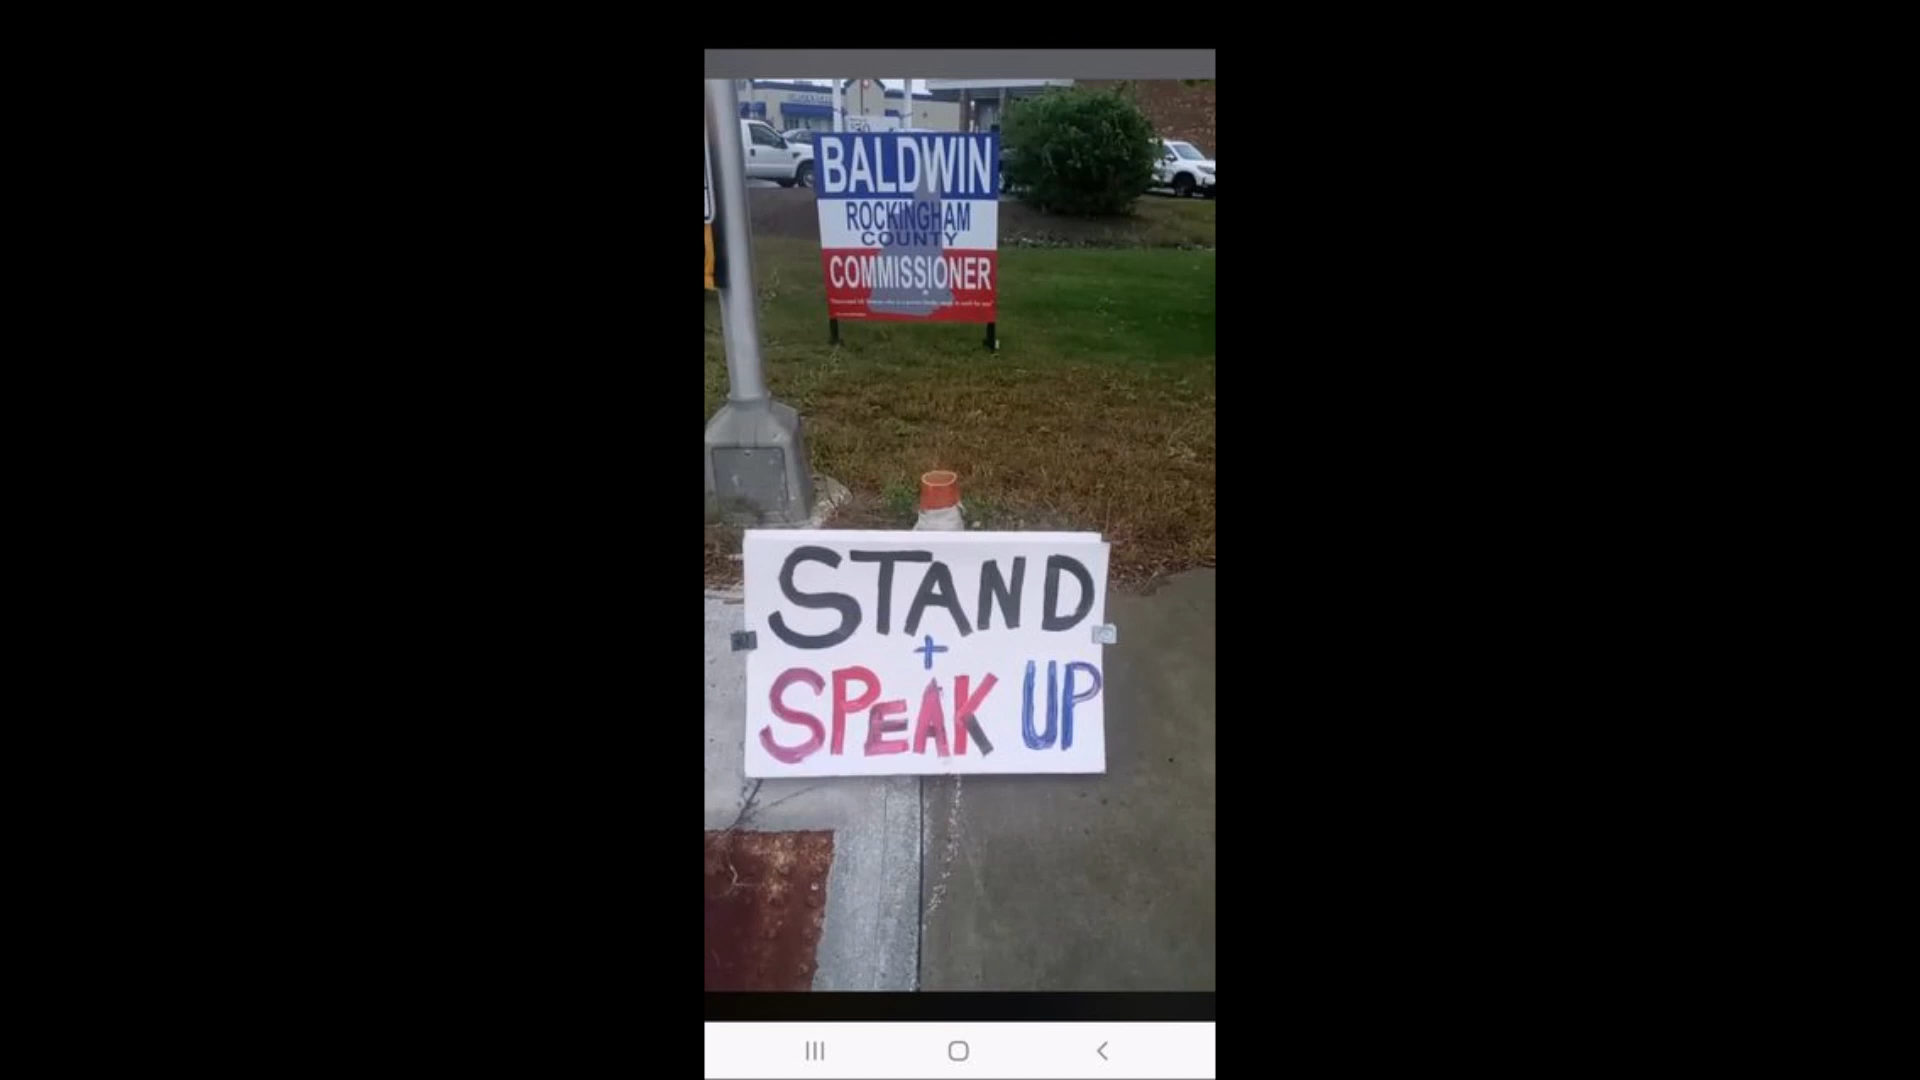 BALDWIN
ROCKINGHAM
COUNTY
COMMISSIONER
STAND
+
SPEAK UP